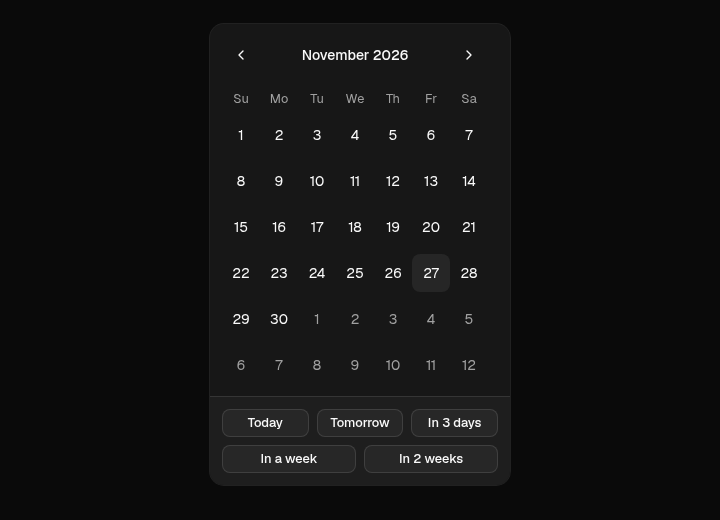 November 2026
Su Mo Tu We Th Fr Sa
1 2 3 4 5 6 7
8 9 10 11 12 13 14
15 16 17 18 19 20 21
22 23 24 25 26 27 28
29 30 1 2 3 4 5
6 7 8 9 10 11 12
Today Tomorrow In 3 days
In a week In 2 weeks